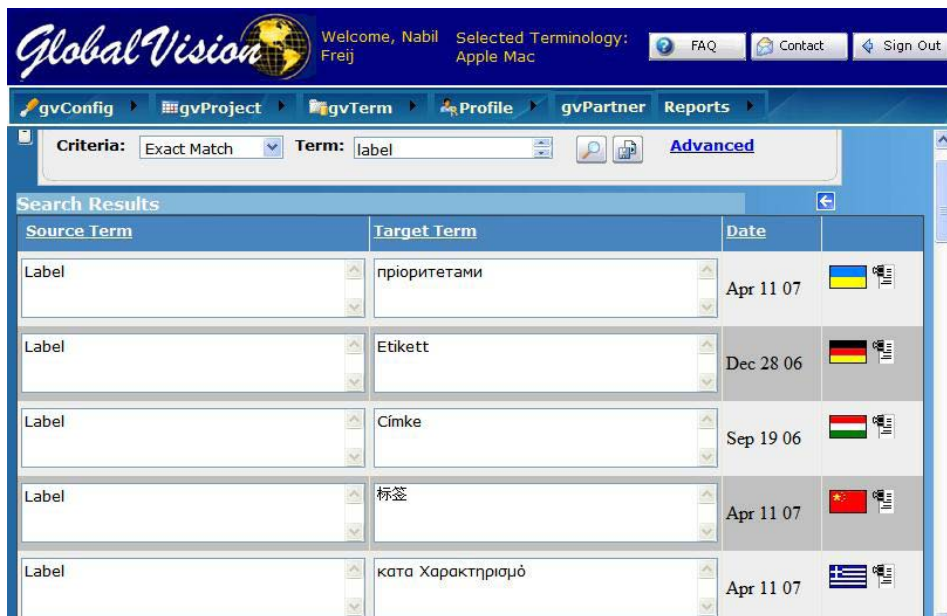 GlobalVision
Welcome, Nabil Freij
Selected Terminology: Apple Mac
FAQ
Contact
Sign Out
gvConfig
gvProject
gvTerm
Profile
gvPartner
Reports
Criteria:
Exact Match
Term:
label
Advanced
Search Results
Source Term
Target Term
Date
Label
пріоритетами
Apr 11 07
Label
Etikett
Dec 28 06
Label
Címke
Sep 19 06
Label
标签
Apr 11 07
Label
κατα Χαρακτηρισμό
Apr 11 07